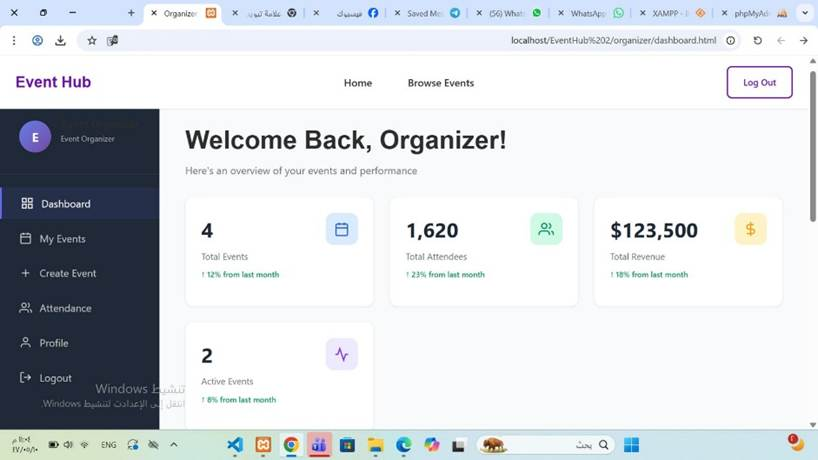 Organizer
علامة تبوي
فيسبوك
Saved Me
(56) Whats
WhatsApp
XAMPP - I
phpMyAd
localhost/EventHub%202/organizer/dashboard.html
Event Hub
Home
Browse Events
Log Out
E
Event Organizer
Dashboard
My Events
Create Event
Attendance
Profile
Logout
Welcome Back, Organizer!
Here's an overview of your events and performance
4
Total Events
↑ 12% from last month
1,620
Total Attendees
↑ 23% from last month
$123,500
Total Revenue
↑ 18% from last month
2
Active Events
↑ 8% from last month
تنشيط Windows
انتقل إلى الإعدادات لتنشيط Windows.
ENG
بحث
1